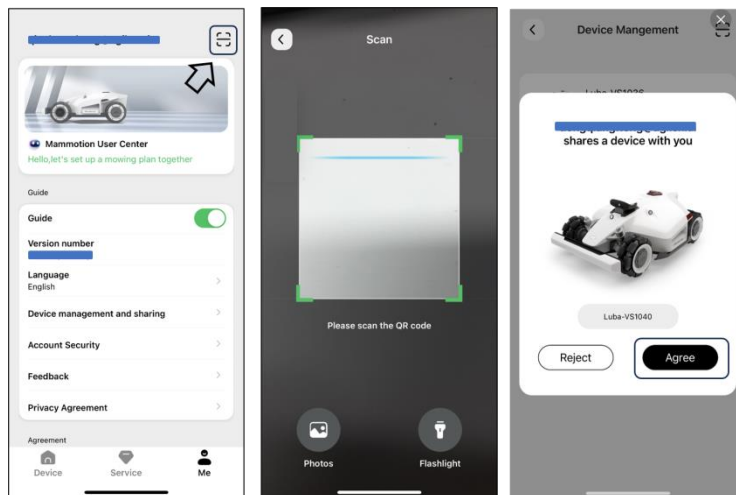 Mammotion User Center
Hello,let's set up a mowing plan together
Guide
Guide
Version number
Language
English
Device management and sharing
Account Security
Feedback
Privacy Agreement
Agreement
Device
Service
Me
Scan
Please scan the QR code
Photos
Flashlight
Device Mangement
Luba-VS1036
shares a device with you
Luba-VS1040
Reject
Agree